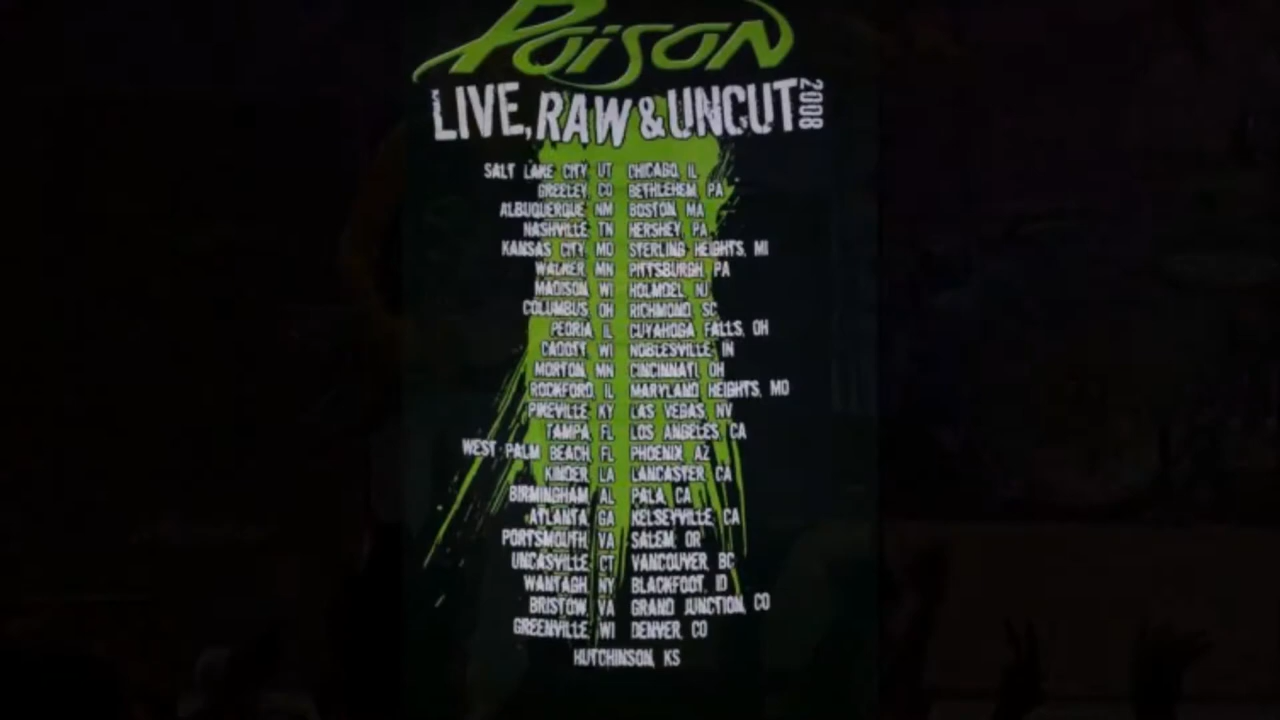 POISON
LIVE, RAW & UNCUT 2008
SALT LAKE CITY, UT CHICAGO, IL
GREELEY, CO BETHLEHEM, PA
ALBUQUERQUE, NM BOSTON, MA
NASHVILLE, TN HERSHEY, PA
KANSAS CITY, MO STERLING HEIGHTS, MI
WALKER, MN PITTSBURGH, PA
MADISON, WI HOLMDEL, NJ
COLUMBUS, OH RICHMOND, SC
PEORIA, IL CUYAHOGA FALLS, OH
CADOTT, WI NOBLESVILLE, IN
MORTON, MN CINCINNATI, OH
ROCKFORD, IL MARYLAND HEIGHTS, MO
PIKEVILLE, KY LAS VEGAS, NV
TAMPA, FL LOS ANGELES, CA
WEST PALM BEACH, FL PHOENIX, AZ
KINDER, LA LANCASTER, CA
BIRMINGHAM, AL PALA, CA
ATLANTA, GA KELSEYVILLE, CA
PORTSMOUTH, VA SALEM, OR
UNCASVILLE, CT VANCOUVER, BC
WANTAGH, NY BLACKFOOT, ID
BRISTOW, VA GRAND JUNCTION, CO
GREENVILLE, WI DENVER, CO
HUTCHINSON, KS